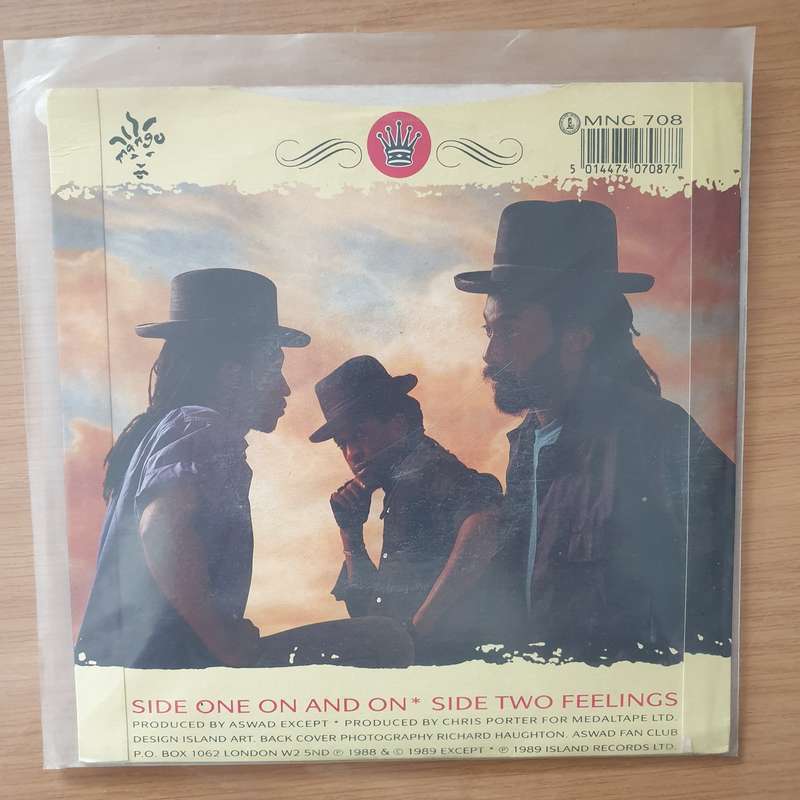 mango
MNG 708
5 014474 070877
SIDE ONE ON AND ON* SIDE TWO FEELINGS
PRODUCED BY ASWAD EXCEPT * PRODUCED BY CHRIS PORTER FOR MEDALTAPE LTD.
DESIGN ISLAND ART. BACK COVER PHOTOGRAPHY RICHARD HAUGHTON. ASWAD FAN CLUB
P.O. BOX 1062 LONDON W2 5ND ℗ 1988 & © 1989 EXCEPT * ℗ 1989 ISLAND RECORDS LTD.